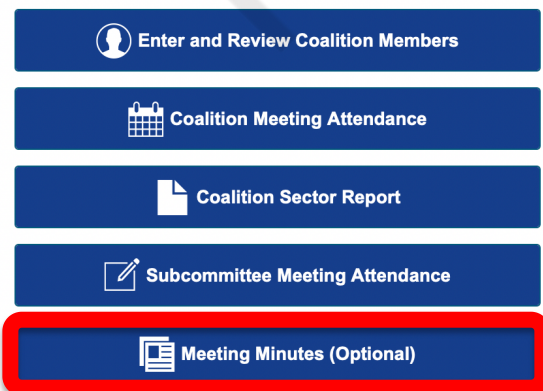 Enter and Review Coalition Members
Coalition Meeting Attendance
Coalition Sector Report
Subcommittee Meeting Attendance
Meeting Minutes (Optional)